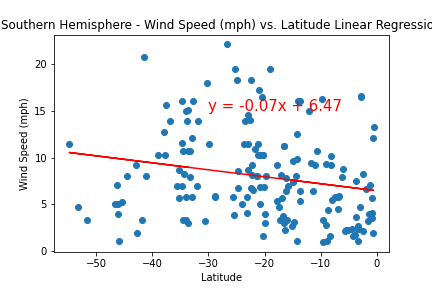 Southern Hemisphere - Wind Speed (mph) vs. Latitude Linear Regressio
20
15
10
5
0
Wind Speed (mph)
y = -0.07x + 6.47
−50
−40
−30
−20
−10
0
Latitude